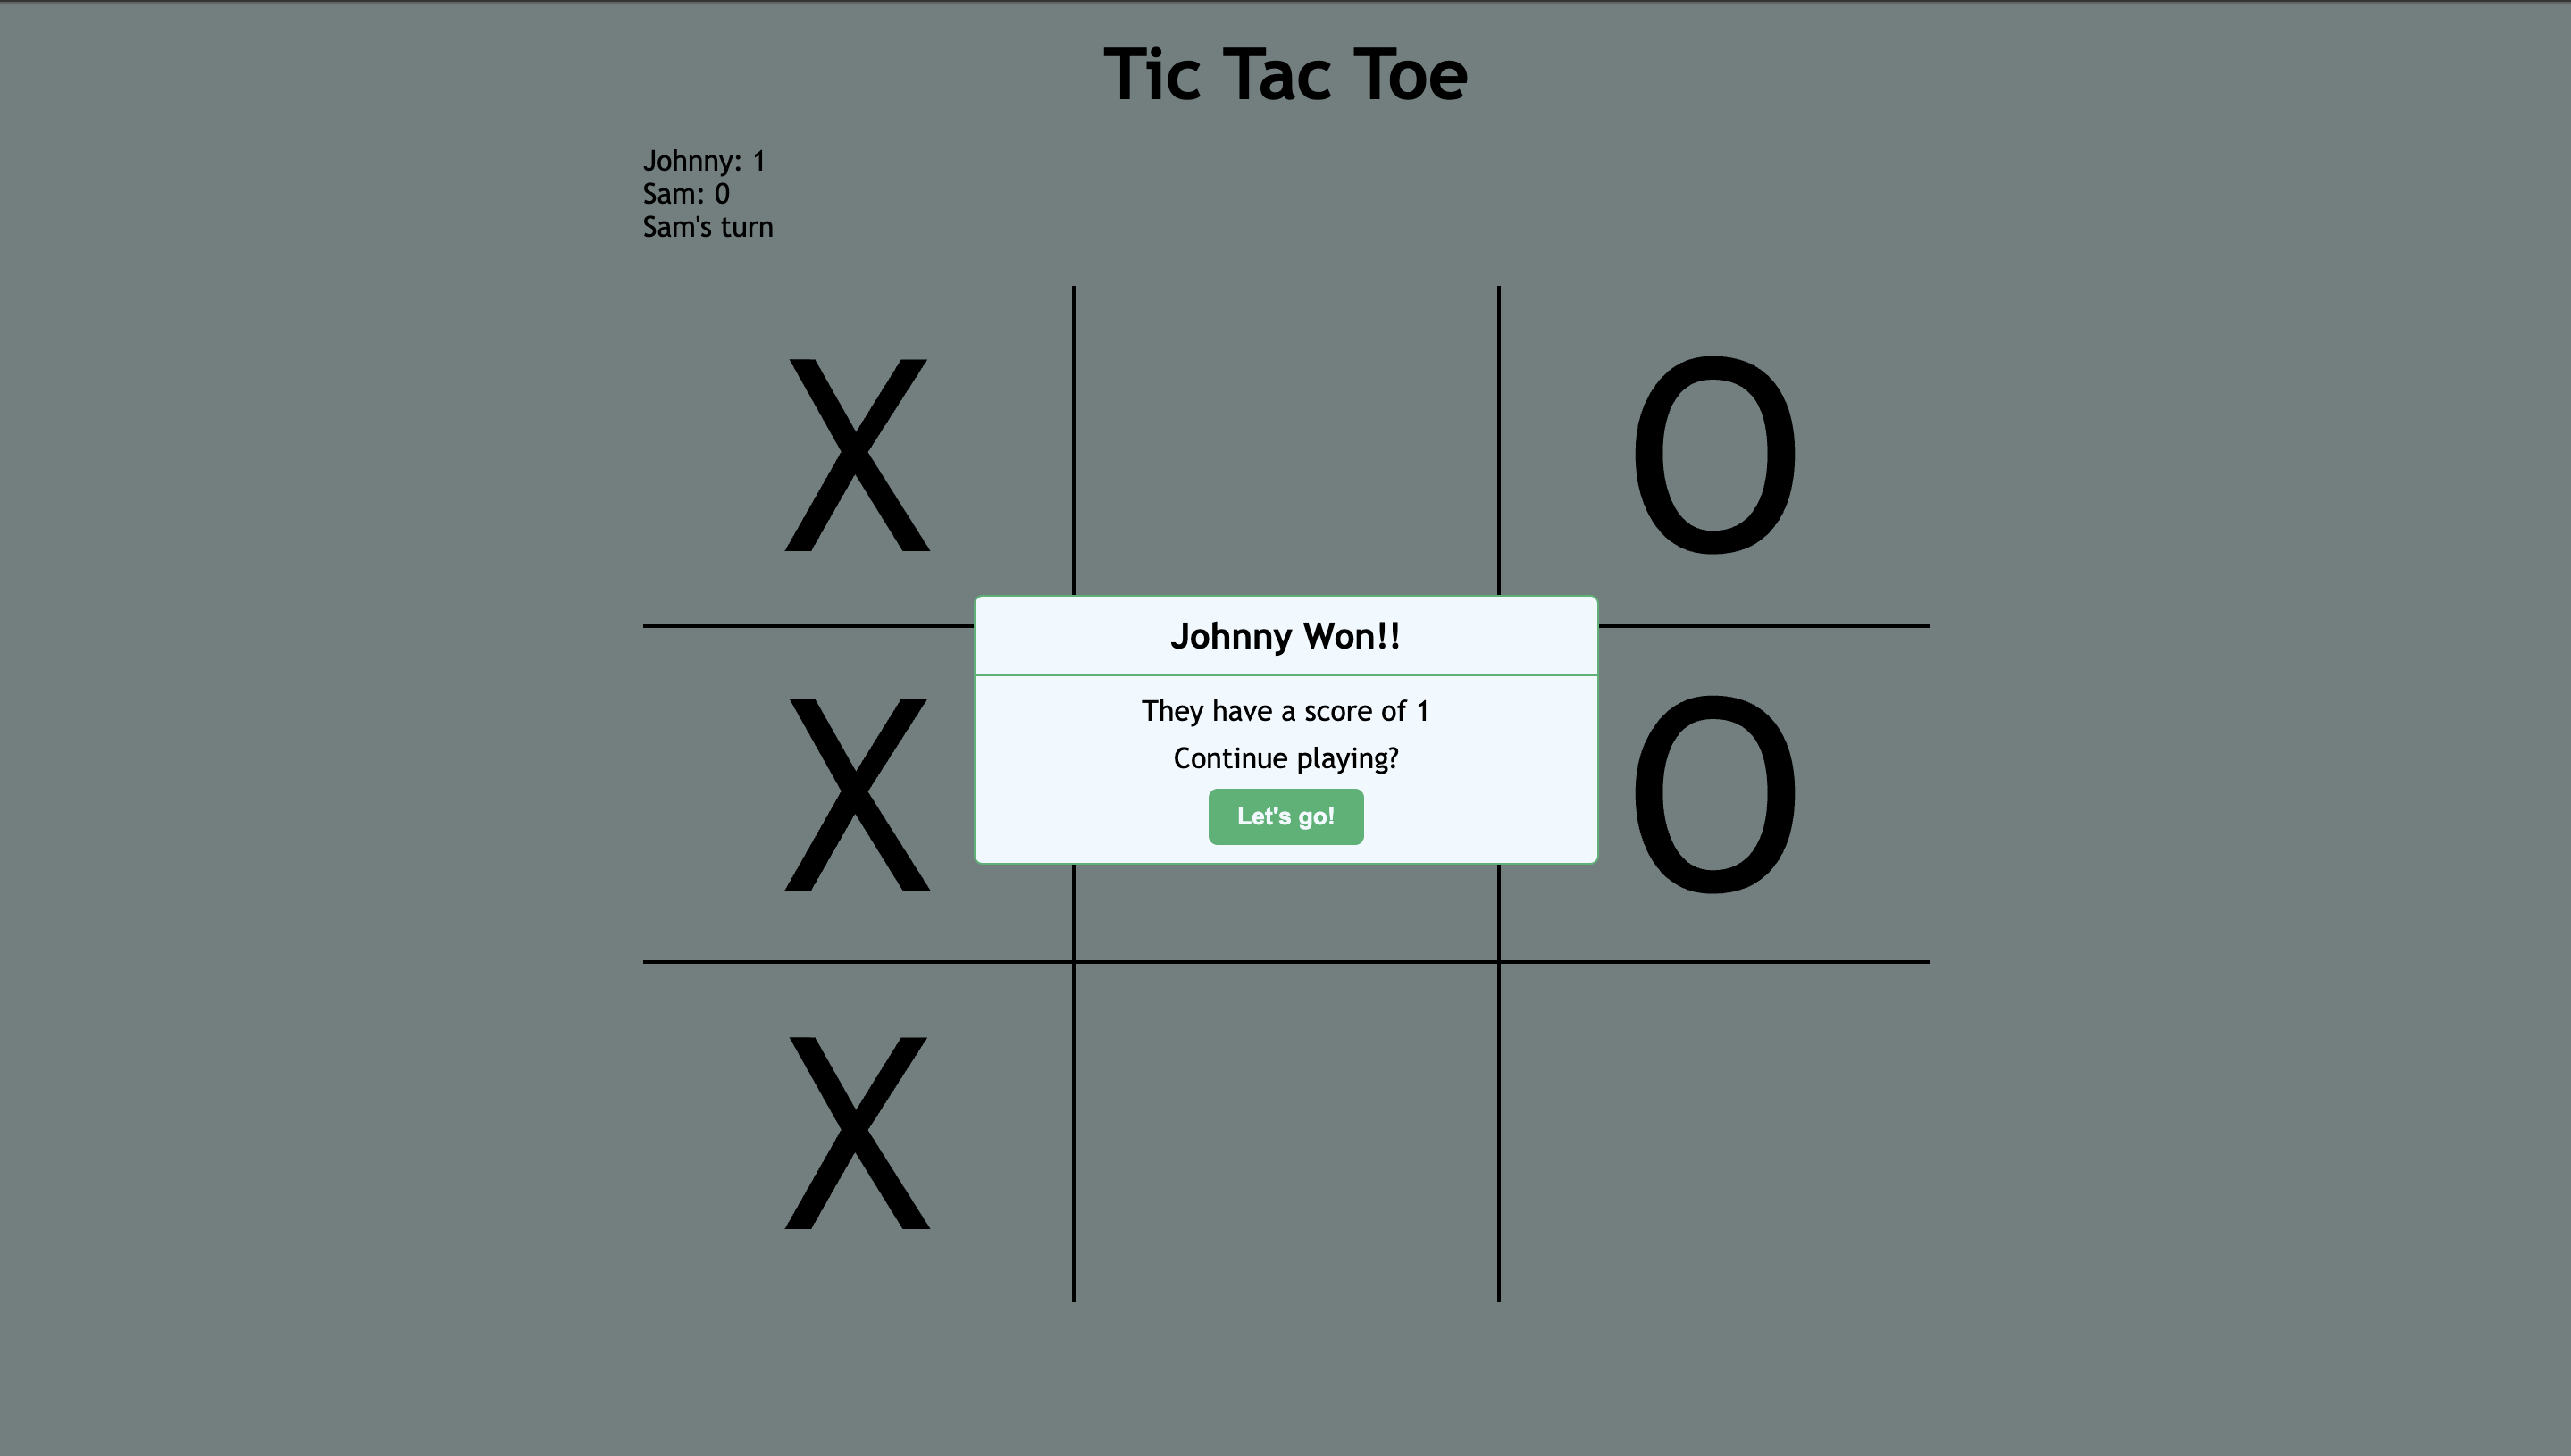 Tic Tac Toe
Johnny: 1
Sam: 0
Sam's turn
X O
Johnny Won!!
They have a score of 1
Continue playing?
Let's go!
X O
X